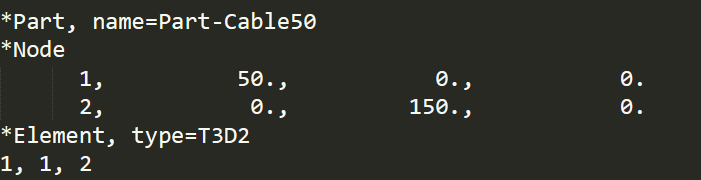 *Part, name=Part-Cable50
*Node
1, 50., 0., 0.
2, 0., 150., 0.
*Element, type=T3D2
1, 1, 2